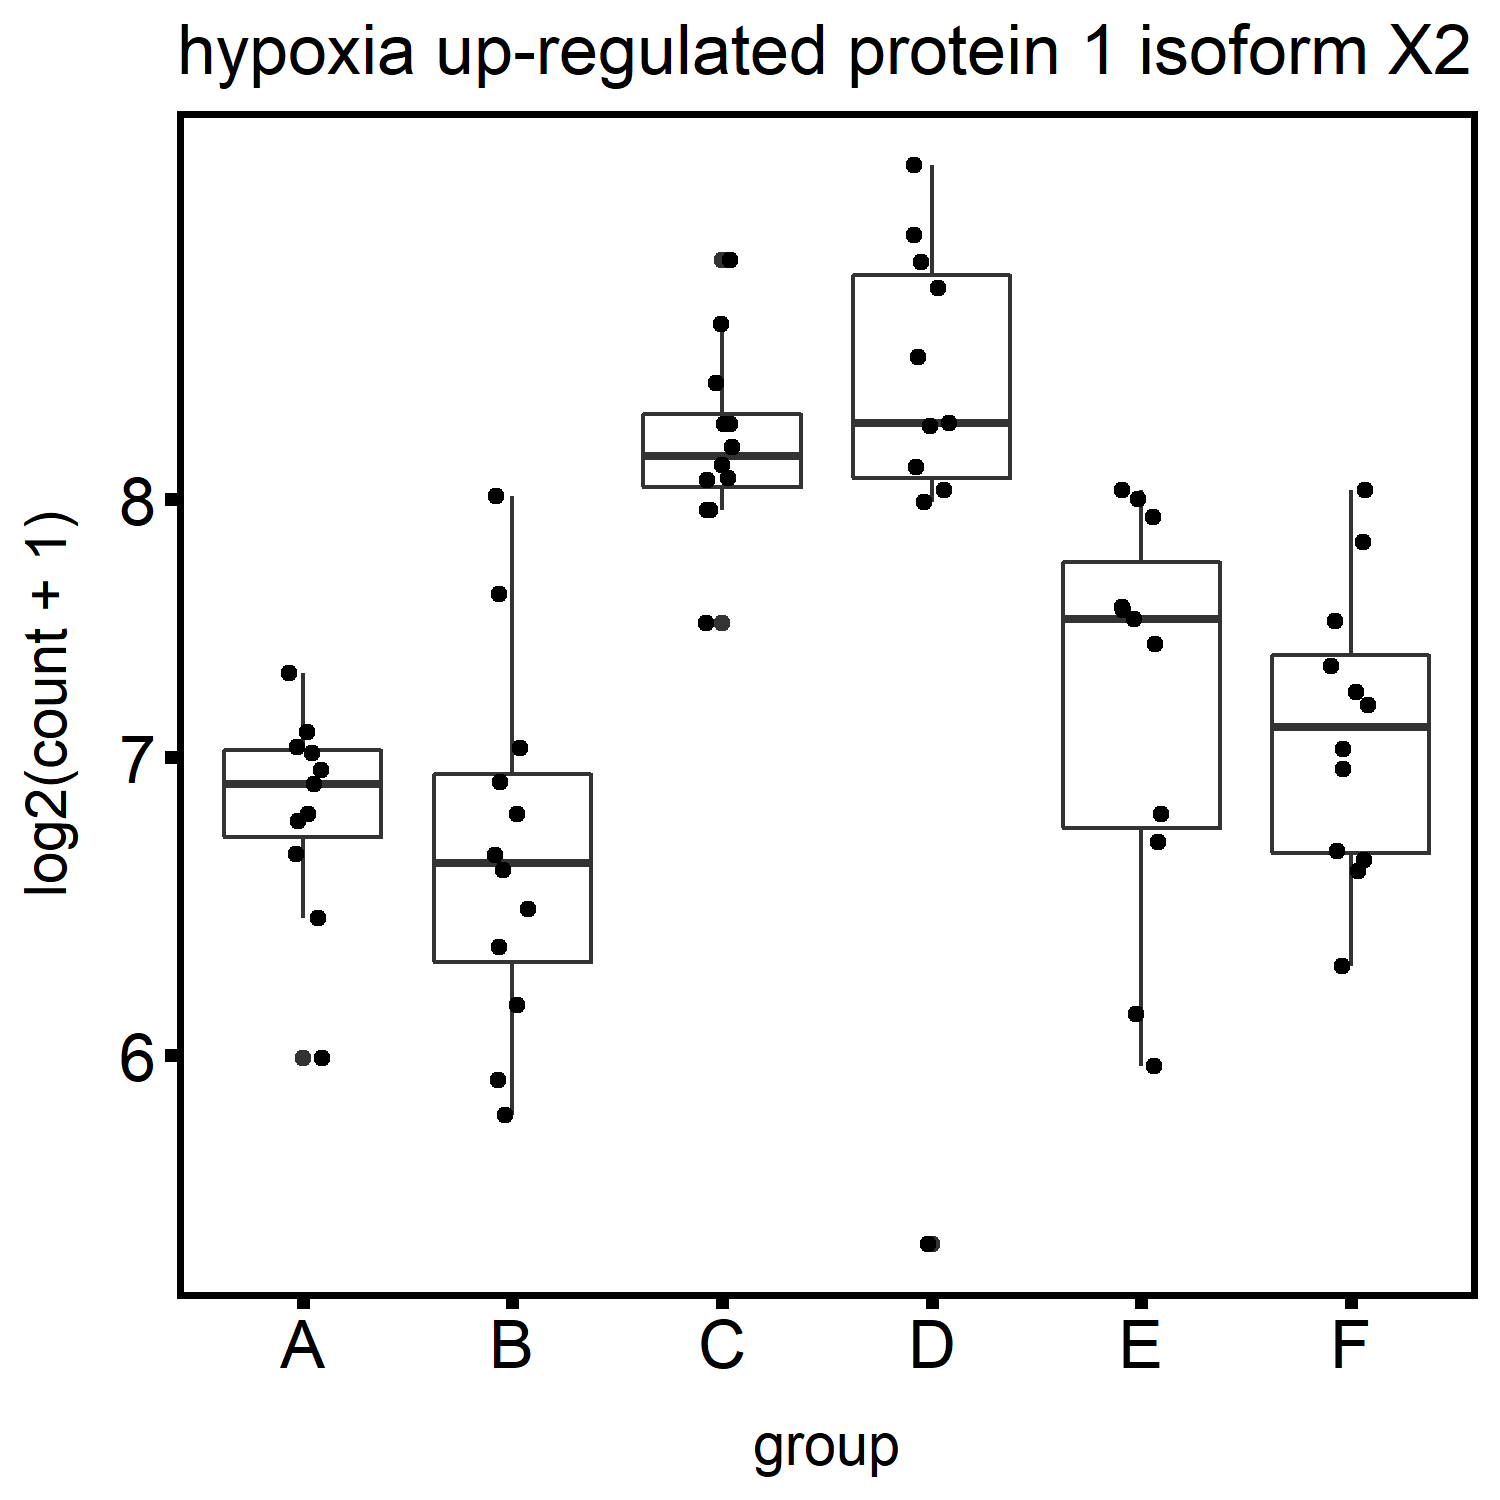 hypoxia up-regulated protein 1 isoform X2
log2(count + 1)
8
7
6
A B C D E F
group